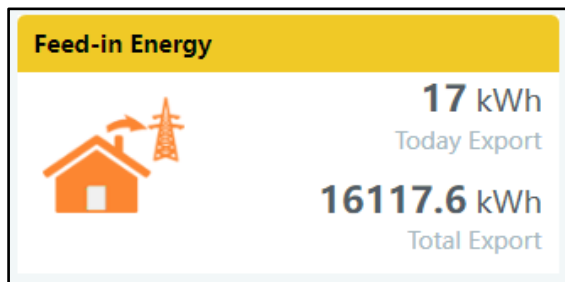 Feed-in Energy
17 kWh
Today Export
16117.6 kWh
Total Export